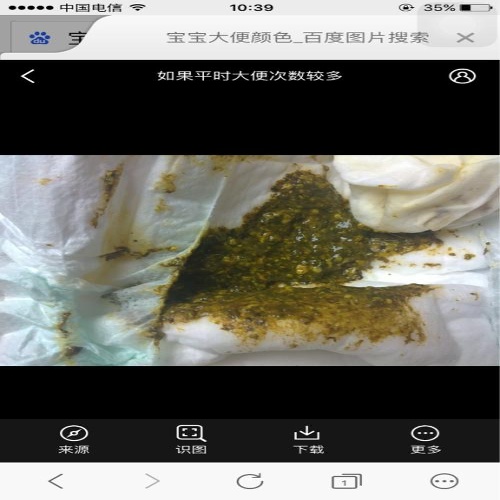 中国电信 10:39 35%
宝宝大便颜色_百度图片搜索
如果平时大便次数较多
来源 识图 下载 更多
1